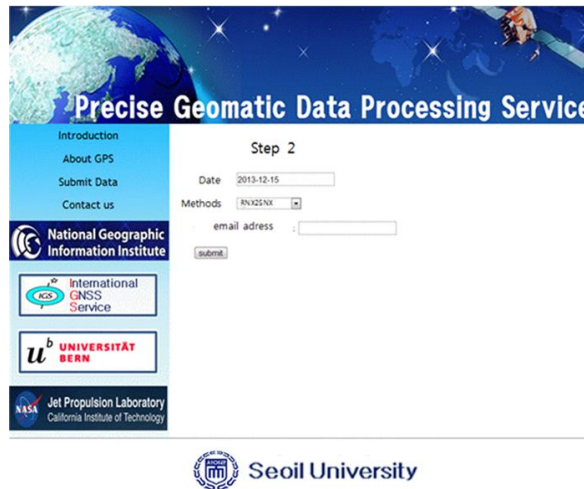 Precise Geomatic Data Processing Service
Introduction
About GPS
Submit Data
Contact us
National Geographic
Information Institute
IGS
International
GNSS
Service
u^b UNIVERSITÄT
BERN
NASA
Jet Propulsion Laboratory
California Institute of Technology
Step 2
Date 2013-12-15
Methods RNX2SNX
email adress :
submit
Seoil University